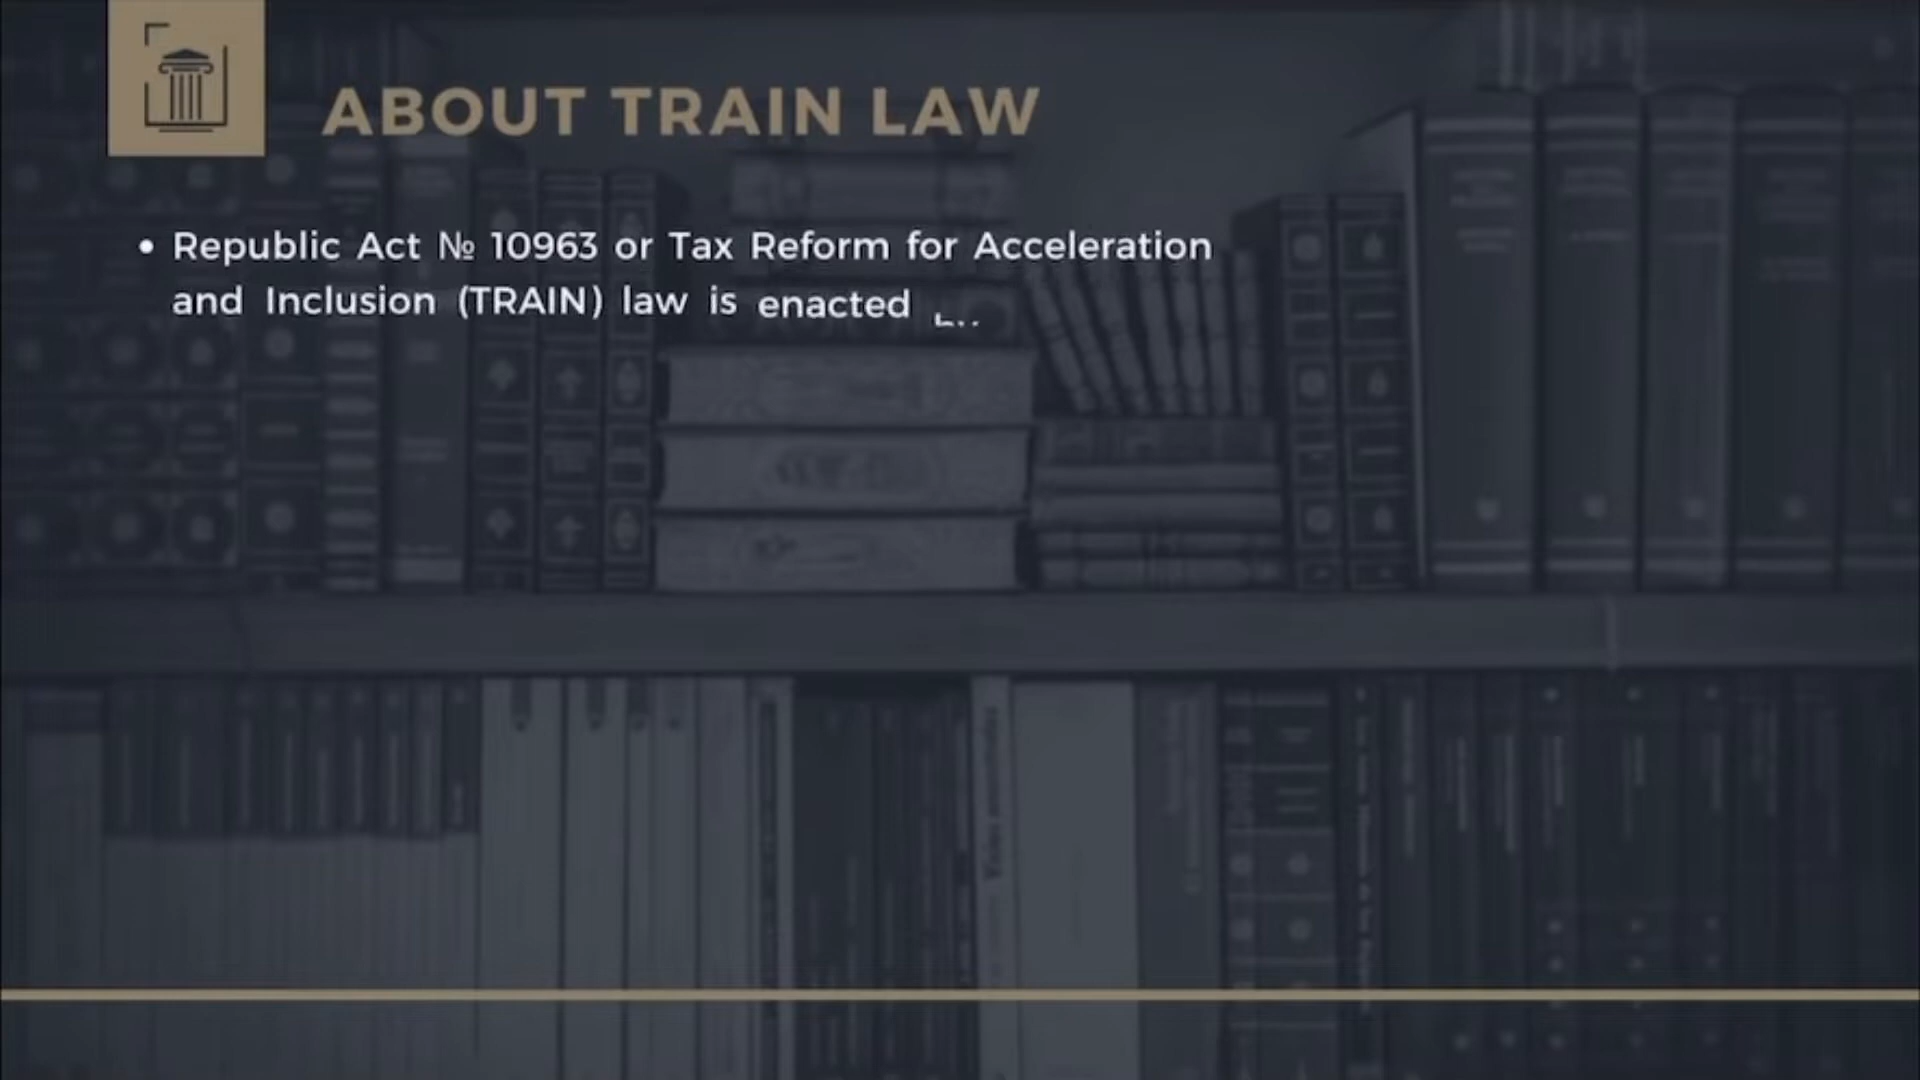 ABOUT TRAIN LAW
• Republic Act № 10963 or Tax Reform for Acceleration
and Inclusion (TRAIN) law is enacted